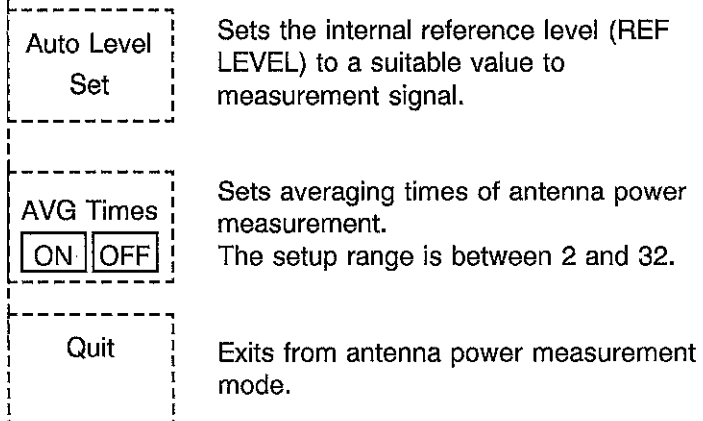 Auto Level
Set
Sets the internal reference level (REF
LEVEL) to a suitable value to
measurement signal.
AVG Times
ON OFF
Sets averaging times of antenna power
measurement.
The setup range is between 2 and 32.
Quit
Exits from antenna power measurement
mode.